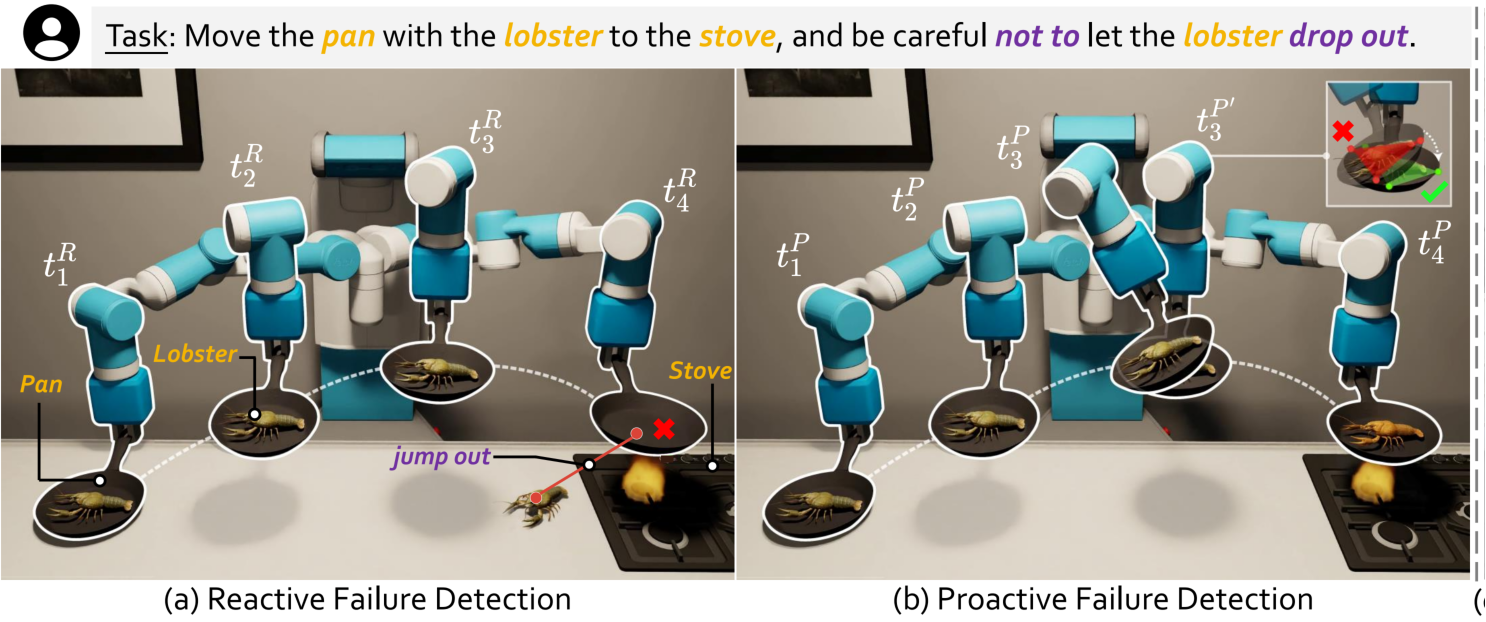 Task: Move the pan with the lobster to the stove, and be careful not to let the lobster drop out.
t_1^R
t_2^R
t_3^R
t_4^R
Pan
Lobster
Stove
jump out
t_1^P
t_2^P
t_3^P
t_3^{P'}
t_4^P
(a) Reactive Failure Detection
(b) Proactive Failure Detection